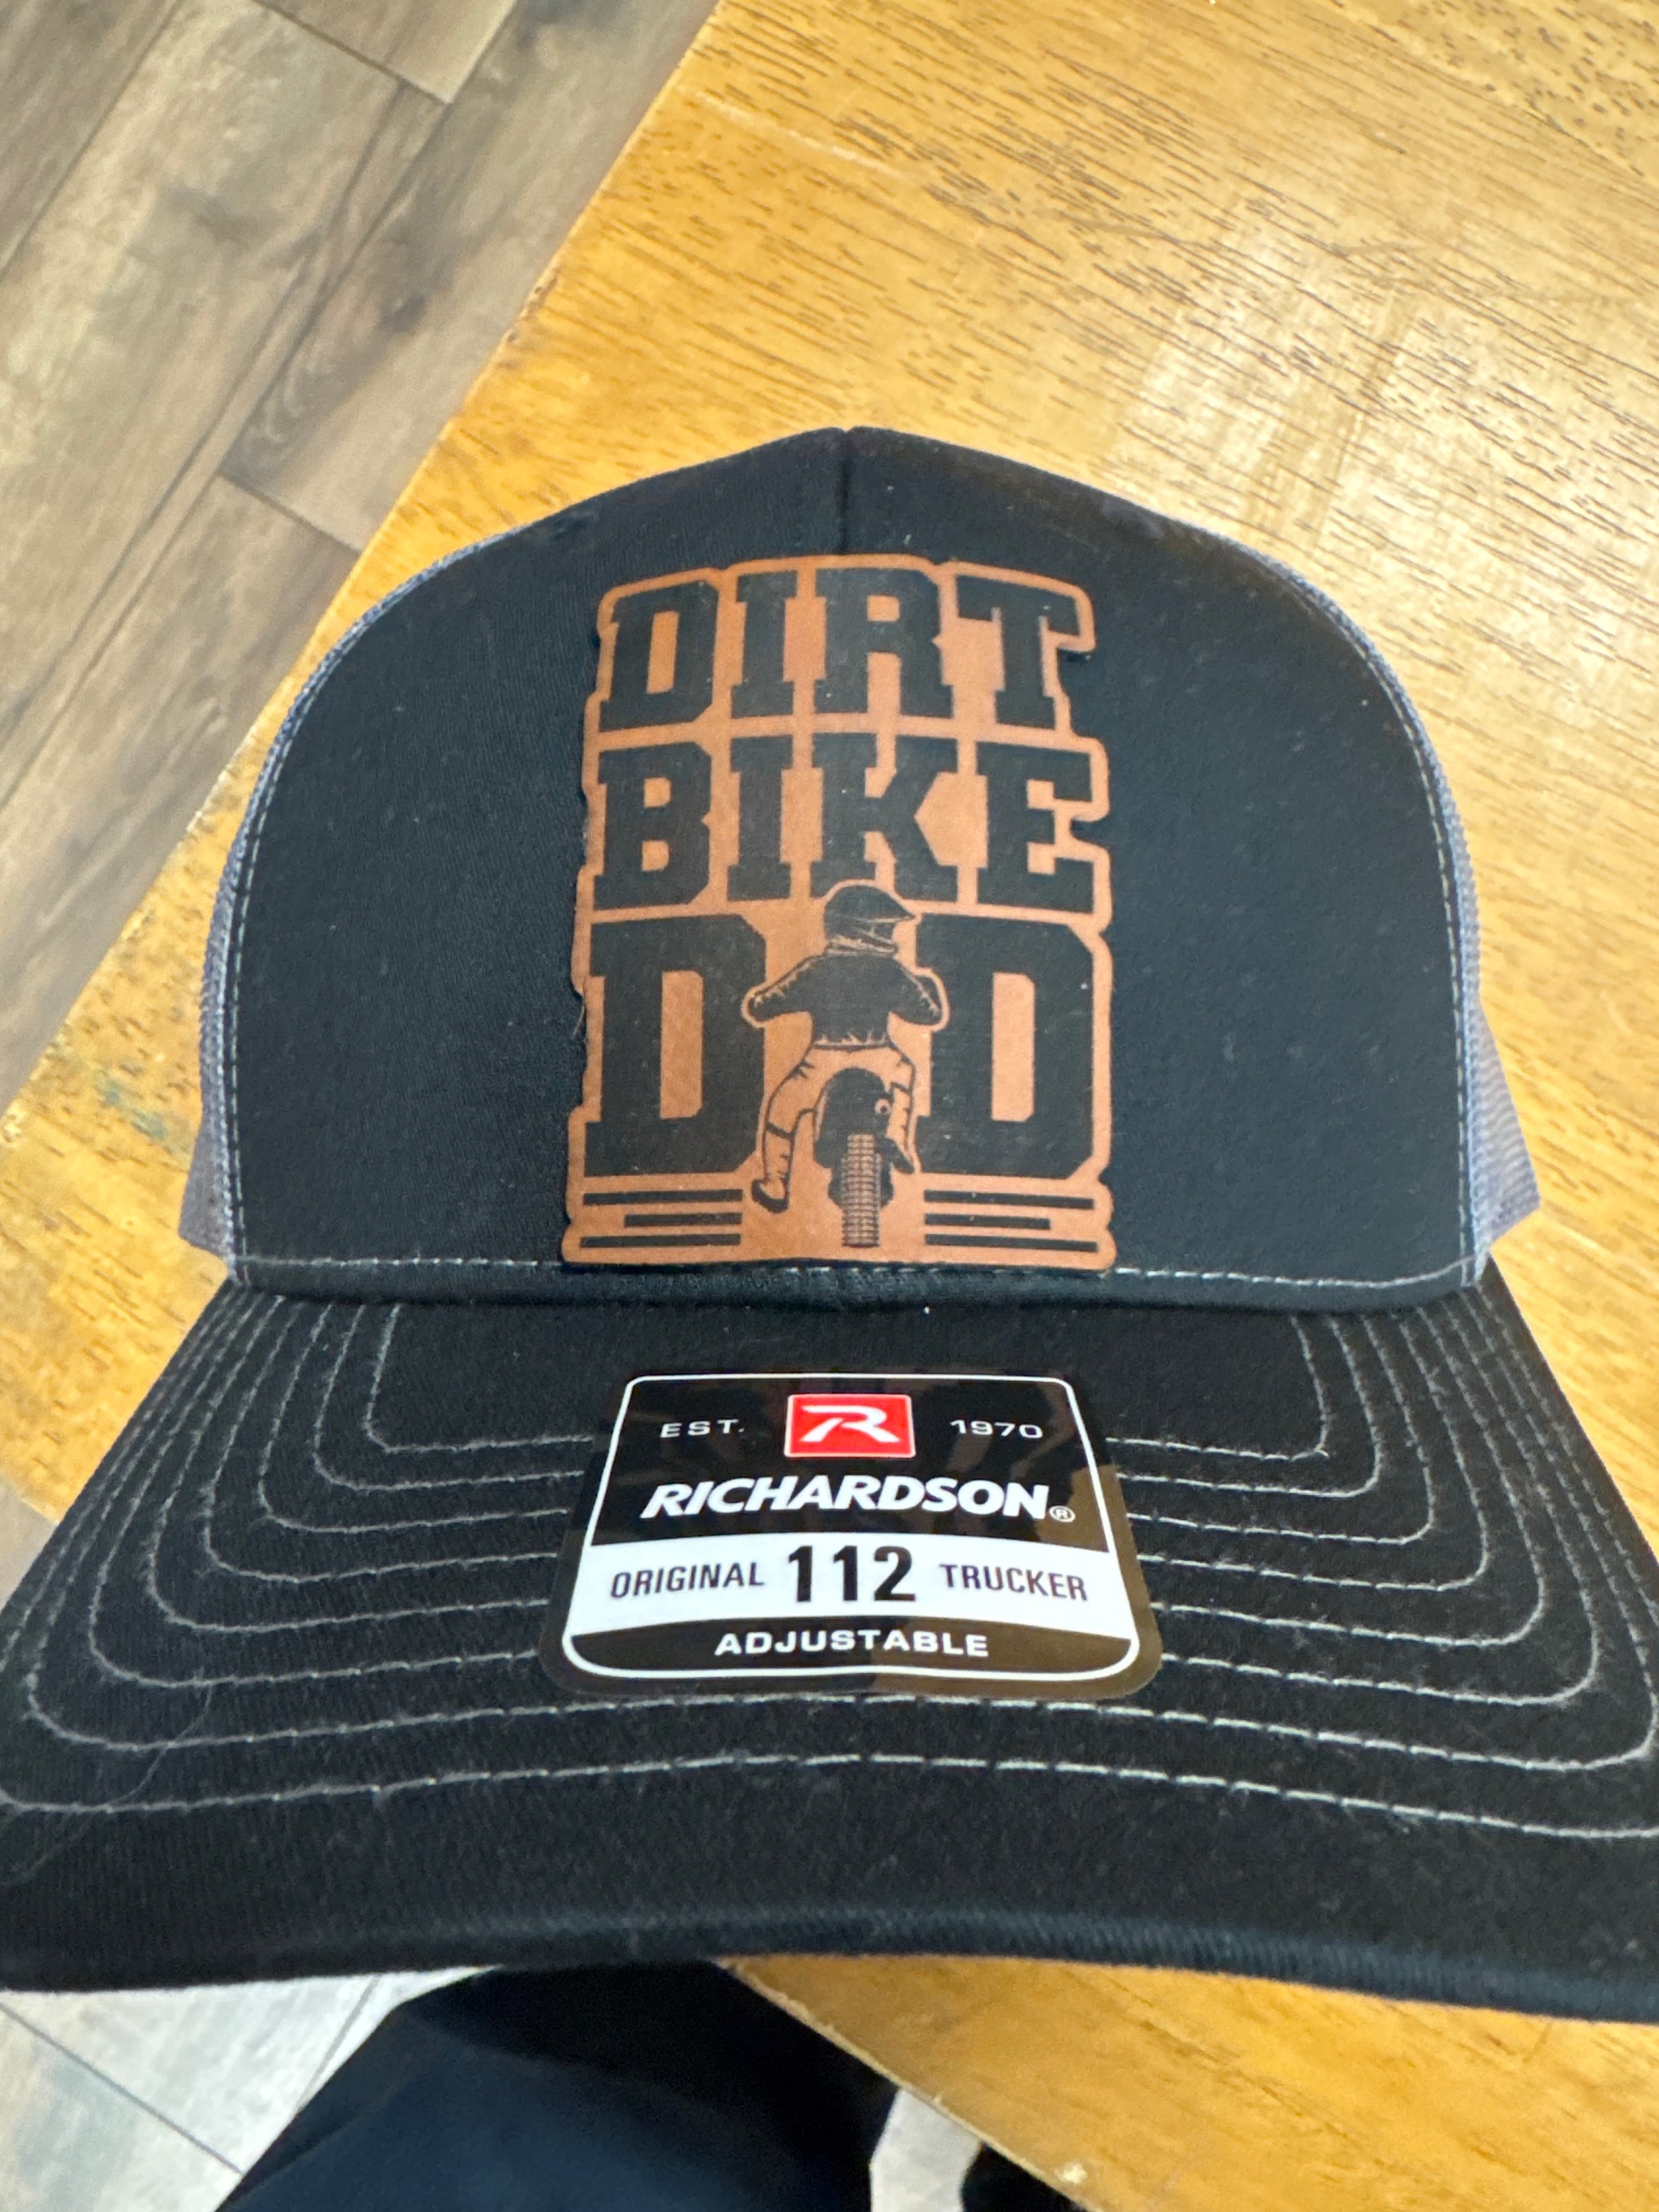 DIRT
BIKE
D D
EST. R 1970
RICHARDSON®
ORIGINAL 112 TRUCKER
ADJUSTABLE